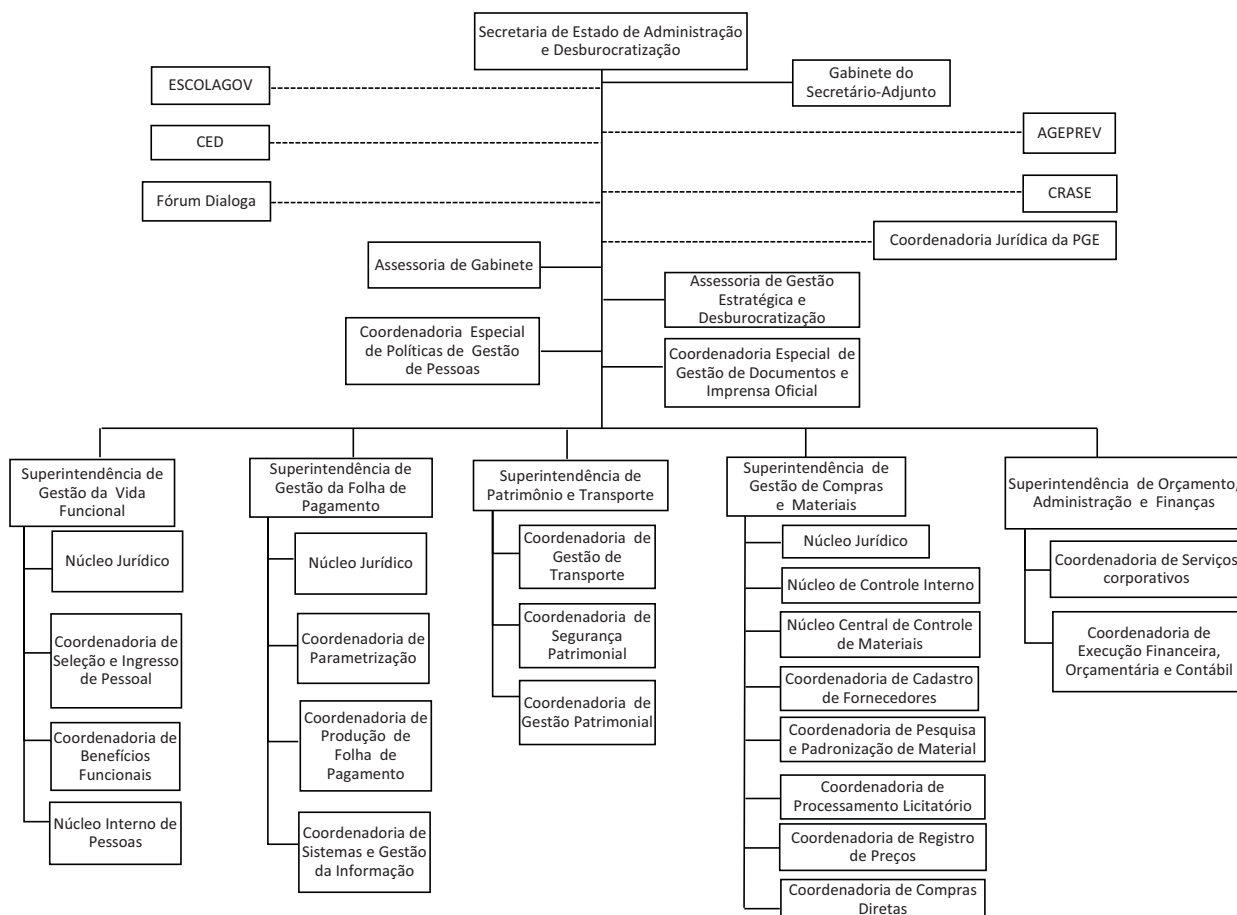 Secretaria de Estado de Administração
e Desburocratização
ESCOLAGOV
Gabinete do
Secretário-Adjunto
CED
AGEPREV
Fórum Dialoga
CRASE
Coordenadoria Jurídica da PGE
Assessoria de Gabinete
Assessoria de Gestão
Estratégica e
Desburocratização
Coordenadoria Especial
de Políticas de Gestão
de Pessoas
Coordenadoria Especial de
Gestão de Documentos e
Imprensa Oficial
Superintendência de
Gestão da Vida
Funcional
Núcleo Jurídico
Coordenadoria de
Seleção e Ingresso
de Pessoal
Coordenadoria de
Benefícios
Funcionais
Núcleo Interno de
Pessoas
Superintendência de
Gestão da Folha de
Pagamento
Núcleo Jurídico
Coordenadoria de
Parametrização
Coordenadoria de
Produção de
Folha de
Pagamento
Coordenadoria de
Sistemas e Gestão
da Informação
Superintendência de
Patrimônio e Transporte
Coordenadoria de
Gestão de
Transporte
Coordenadoria de
Segurança
Patrimonial
Coordenadoria de
Gestão Patrimonial
Superintendência de
Gestão de Compras
e Materiais
Núcleo Jurídico
Núcleo de Controle Interno
Núcleo Central de Controle
de Materiais
Coordenadoria de Cadastro
de Fornecedores
Coordenadoria de Pesquisa
e Padronização de Material
Coordenadoria de
Processamento Licitatório
Coordenadoria de Registro
de Preços
Coordenadoria de Compras
Diretas
Superintendência de Orçamento,
Administração e Finanças
Coordenadoria de Serviços
corporativos
Coordenadoria de
Execução Financeira,
Orçamentária e Contábil